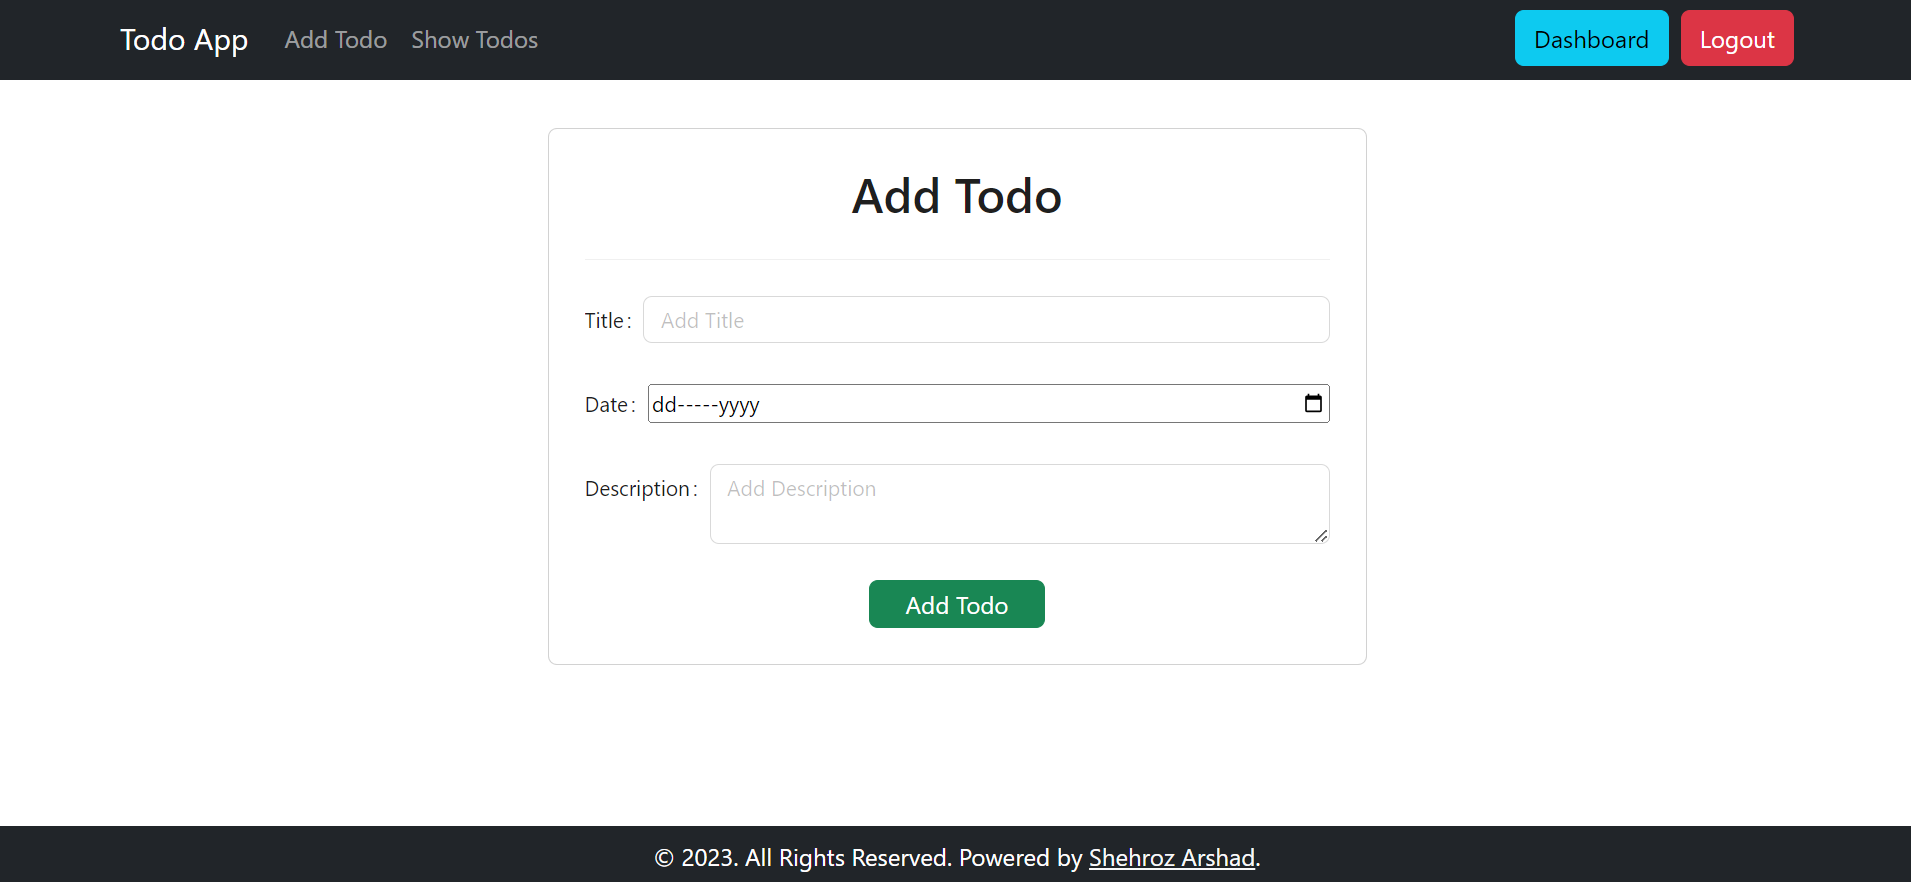 Todo App Add Todo Show Todos Dashboard Logout
Add Todo
Title: Add Title
Date: dd-----yyyy
Description: Add Description
Add Todo
© 2023. All Rights Reserved. Powered by Shehroz Arshad.